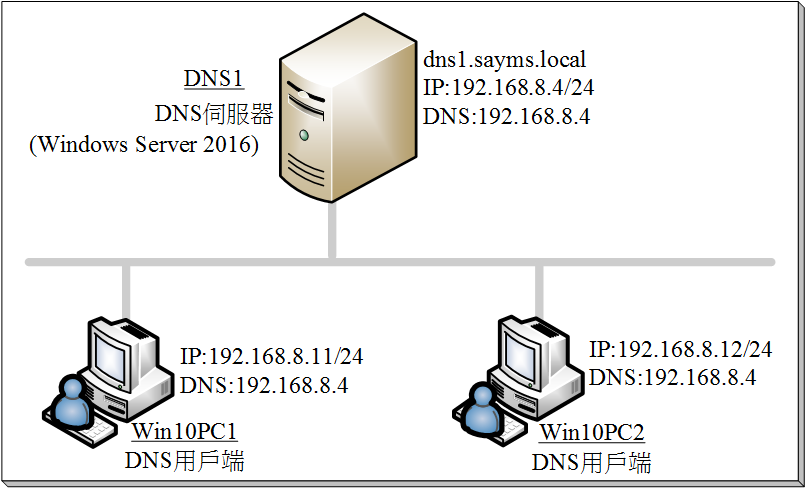 DNS1
DNS伺服器
(Windows Server 2016)
dns1.sayms.local
IP:192.168.8.4/24
DNS:192.168.8.4
IP:192.168.8.11/24
DNS:192.168.8.4
Win10PC1
DNS用戶端
IP:192.168.8.12/24
DNS:192.168.8.4
Win10PC2
DNS用戶端